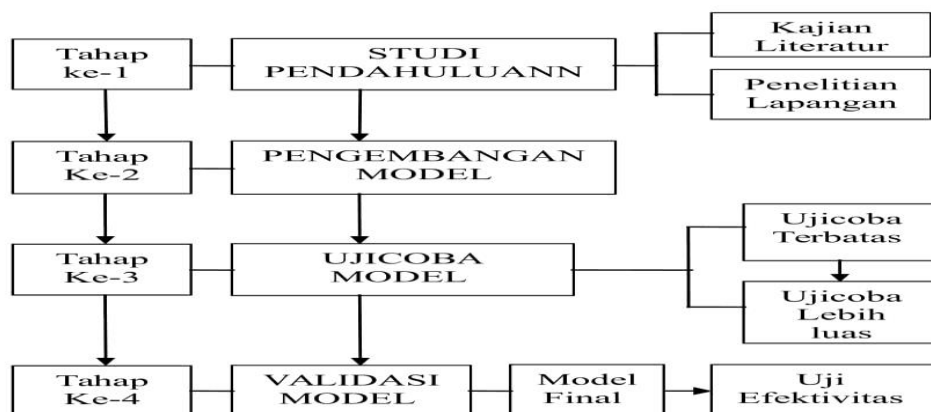 Tahap
ke-1
STUDI
PENDAHULUANN
Kajian
Literatur
Penelitian
Lapangan
Tahap
Ke-2
PENGEMBANGAN
MODEL
Tahap
Ke-3
UJICOBA
MODEL
Ujicoba
Terbatas
Ujicoba
Lebih
luas
Tahap
Ke-4
VALIDASI
MODEL
Model
Final
Uji
Efektivitas